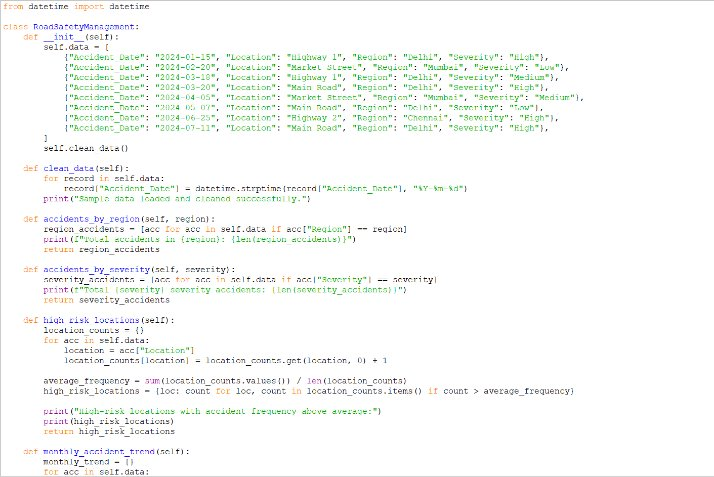 from datetime import datetime
class RoadSafetyManagement:
    def __init__(self):
        self.data = [
            {"Accident_Date": "2024-01-15", "Location": "Highway 1", "Region": "Delhi", "Severity": "High"},
            {"Accident_Date": "2024-02-20", "Location": "Market Street", "Region": "Mumbai", "Severity": "Low"},
            {"Accident_Date": "2024-03-18", "Location": "Highway 1", "Region": "Delhi", "Severity": "Medium"},
            {"Accident_Date": "2024-03-20", "Location": "Main Road", "Region": "Delhi", "Severity": "High"},
            {"Accident_Date": "2024-04-05", "Location": "Market Street", "Region": "Mumbai", "Severity": "Medium"},
            {"Accident_Date": "2024-05-07", "Location": "Main Road", "Region": "Delhi", "Severity": "Low"},
            {"Accident_Date": "2024-06-25", "Location": "Highway 2", "Region": "Chennai", "Severity": "High"},
            {"Accident_Date": "2024-07-11", "Location": "Main Road", "Region": "Delhi", "Severity": "High"},
        ]
        self.clean_data()
    def clean_data(self):
        for record in self.data:
            record["Accident_Date"] = datetime.strptime(record["Accident_Date"], "%Y-%m-%d")
        print("Sample data loaded and cleaned successfully.")
    def accidents_by_region(self, region):
        region_accidents = [acc for acc in self.data if acc["Region"] == region]
        print(f"Total accidents in {region}: {len(region_accidents)}")
        return region_accidents
    def accidents_by_severity(self, severity):
        severity_accidents = [acc for acc in self.data if acc["Severity"] == severity]
        print(f"Total {severity} severity accidents: {len(severity_accidents)}")
        return severity_accidents
    def high_risk_locations(self):
        location_counts = {}
        for acc in self.data:
            location = acc["Location"]
            location_counts[location] = location_counts.get(location, 0) + 1
        average_frequency = sum(location_counts.values()) / len(location_counts)
        high_risk_locations = {loc: count for loc, count in location_counts.items() if count > average_frequency}
        print("High-risk locations with accident frequency above average:")
        print(high_risk_locations)
        return high_risk_locations
    def monthly_accident_trend(self):
        monthly_trend = {}
        for acc in self.data: